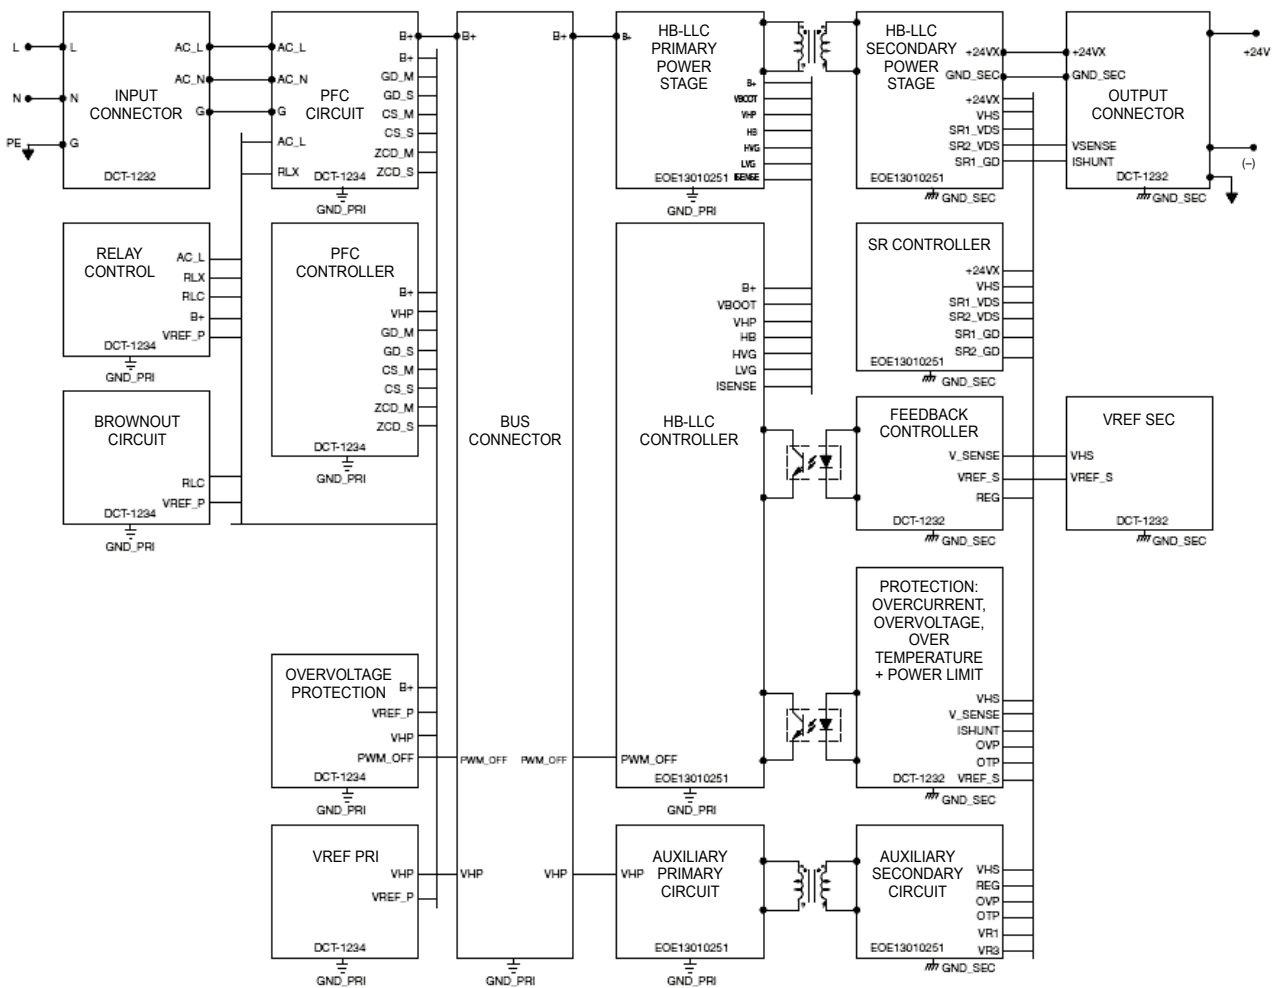 L
L
N
N
PE
G
INPUT
CONNECTOR
AC_L
AC_N
G
DCT-1232
AC_L
AC_N
G
AC_L
RLX
PFC
CIRCUIT
B+
B+
GD_M
GD_S
CS_M
CS_S
ZCD_M
ZCD_S
DCT-1234
GND_PRI
B+
B+
BUS
CONNECTOR
PWM_OFF
PWM_OFF
VHP
VHP
GND_PRI
B+
HB-LLC
PRIMARY
POWER
STAGE
B+
VBOOT
VHP
HB
HVG
LVG
ISENSE
EOE13010251
GND_PRI
HB-LLC
SECONDARY
POWER
STAGE
+24VX
GND_SEC
+24VX
VHS
SR1_VDS
SR2_VDS
SR1_GD
EOE13010251
GND_SEC
+24VX
GND_SEC
OUTPUT
CONNECTOR
VSENSE
ISHUNT
DCT-1232
GND_SEC
+24V
(–)
RELAY
CONTROL
AC_L
RLX
RLC
B+
VREF_P
DCT-1234
GND_PRI
PFC
CONTROLLER
B+
VHP
GD_M
GD_S
CS_M
CS_S
ZCD_M
ZCD_S
DCT-1234
GND_PRI
B+
VBOOT
VHP
HB
HVG
LVG
ISENSE
HB-LLC
CONTROLLER
PWM_OFF
EOE13010251
GND_PRI
SR CONTROLLER
+24VX
VHS
SR1_VDS
SR2_VDS
SR1_GD
SR2_GD
EOE13010251
GND_SEC
BROWNOUT
CIRCUIT
RLC
VREF_P
DCT-1234
GND_PRI
FEEDBACK
CONTROLLER
V_SENSE
VREF_S
REG
DCT-1232
GND_SEC
VREF SEC
VHS
VREF_S
DCT-1232
GND_SEC
PROTECTION:
OVERCURRENT,
OVERVOLTAGE,
OVER
TEMPERATURE
+ POWER LIMIT
VHS
V_SENSE
ISHUNT
OVP
OTP
VREF_S
DCT-1232
GND_SEC
OVERVOLTAGE
PROTECTION
B+
VREF_P
VHP
PWM_OFF
DCT-1234
GND_PRI
VREF PRI
VHP
VREF_P
DCT-1234
GND_PRI
AUXILIARY
PRIMARY
CIRCUIT
VHP
EOE13010251
GND_PRI
AUXILIARY
SECONDARY
CIRCUIT
VHS
REG
OVP
OTP
VR1
VR3
EOE13010251
GND_SEC